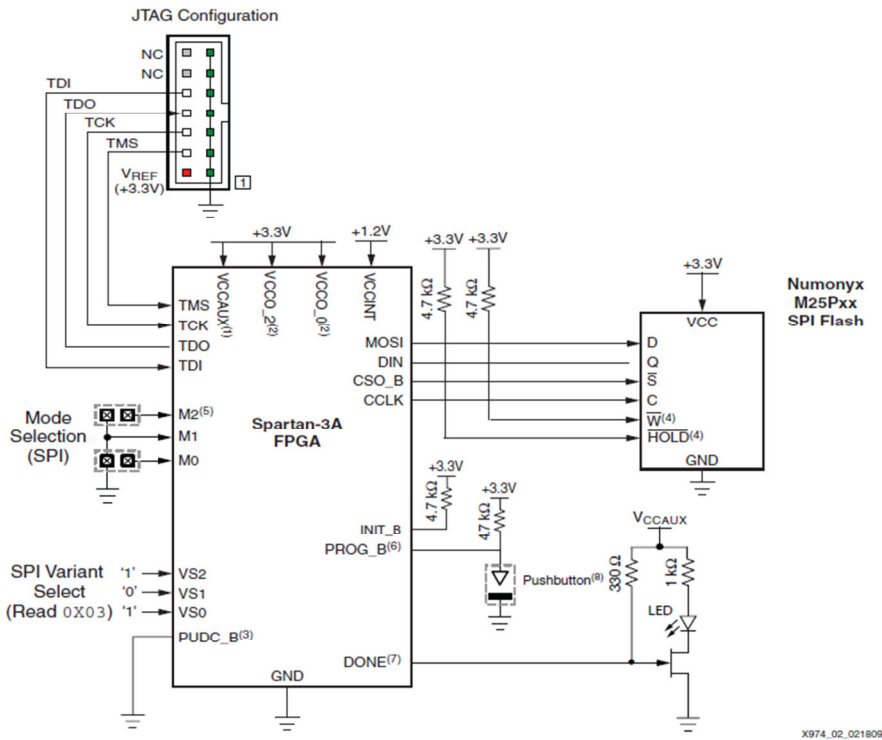 JTAG Configuration
NC
NC
TDI
TDO
TCK
TMS
VREF
(+3.3V)
1
+3.3V
+1.2V
+3.3V
+3.3V
+3.3V
VCCAUX(1)
VCCO_2(2)
VCCO_0(2)
VCCINT
4.7 kΩ
4.7 kΩ
Numonyx
M25Pxx
SPI Flash
VCC
TMS
TCK
TDO
TDI
MOSI
DIN
CSO_B
CCLK
D
Q
S
C
W(4)
HOLD(4)
GND
Mode
Selection
(SPI)
M2(5)
M1
M0
Spartan-3A
FPGA
+3.3V
4.7 kΩ
+3.3V
4.7 kΩ
INIT_B
PROG_B(6)
Pushbutton(8)
VCCAUX
330 Ω
1 kΩ
LED
SPI Variant
Select
(Read 0X03)
'1'
'0'
'1'
VS2
VS1
VS0
PUDC_B(3)
DONE(7)
GND
X974_02_021809